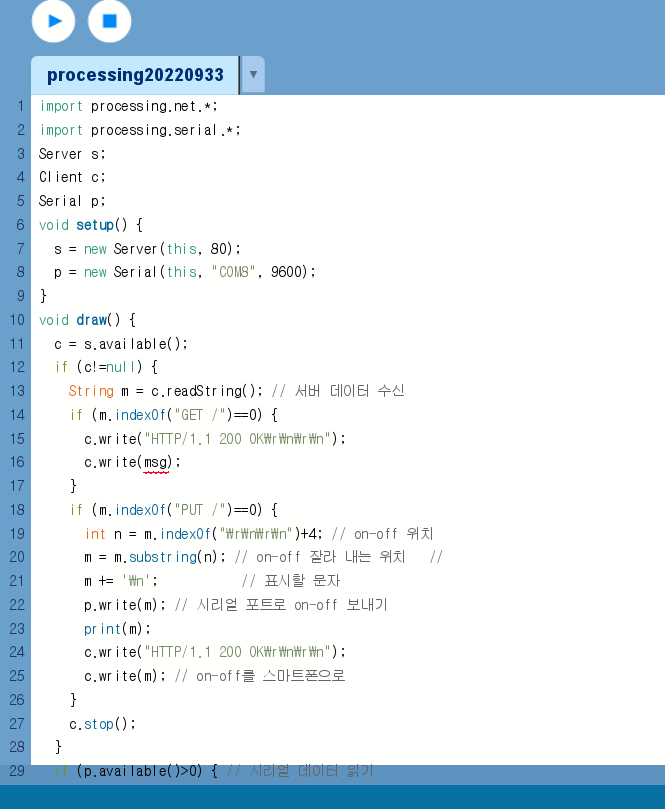 processing20220933
1 import processing.net.*;
2 import processing.serial.*;
3 Server s;
4 Client c;
5 Serial p;
6 void setup() {
7 s = new Server(this, 80);
8 p = new Serial(this, "COM8", 9600);
9 }
10 void draw() {
11 c = s.available();
12 if (c!=null) {
13 String m = c.readString(); // 서버 데이터 수신
14 if (m.indexOf("GET /")==0) {
15 c.write("HTTP/1.1 200 OK₩r₩n₩r₩n");
16 c.write(msg);
17 }
18 if (m.indexOf("PUT /")==0) {
19 int n = m.indexOf("₩r₩n₩r₩n")+4; // on-off 위치
20 m = m.substring(n); // on-off 잘라 내는 위치 //
21 m += '₩n'; // 표시할 문자
22 p.write(m); // 시리얼 포트로 on-off 보내기
23 print(m);
24 c.write("HTTP/1.1 200 OK₩r₩n₩r₩n");
25 c.write(m); // on-off를 스마트폰으로
26 }
27 c.stop();
28 }
29 if (p.available()>0) { // 시리얼 데이터 읽기